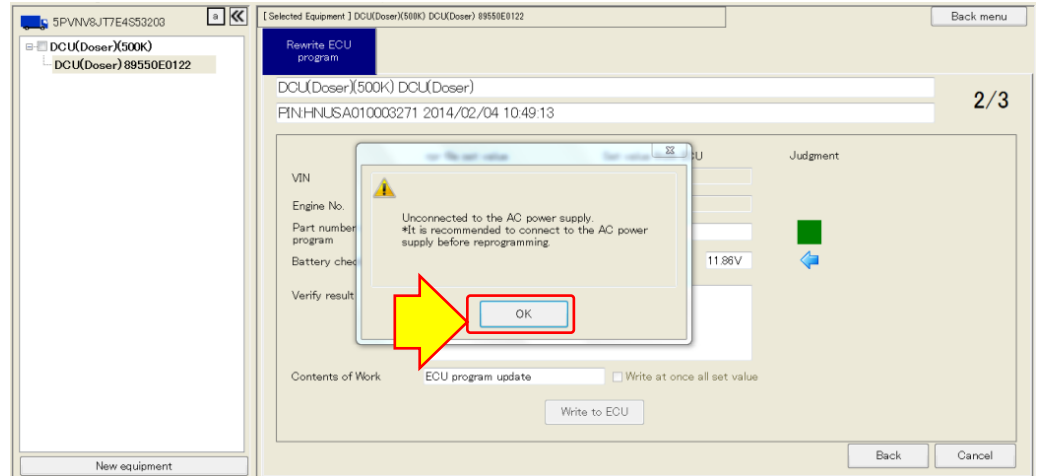 5PVNV8JT7E4S53203
a
[ Selected Equipment ] DCU(Doser)(500K) DCU(Doser) 89550E0122
Back menu
DCU(Doser)(500K)
DCU(Doser) 89550E0122
Rewrite ECU
program
DCU(Doser)(500K) DCU(Doser)
2/3
PIN:HNUSA010003271 2014/02/04 10:49:13
Judgment
VIN
Engine No.
Part number
program
Unconnected to the AC power supply.
*It is recommended to connect to the AC power
supply before reprogramming.
Battery chec
11.86V
Verify result
OK
Contents of Work
ECU program update
Write at once all set value
Write to ECU
Back
Cancel
New equipment